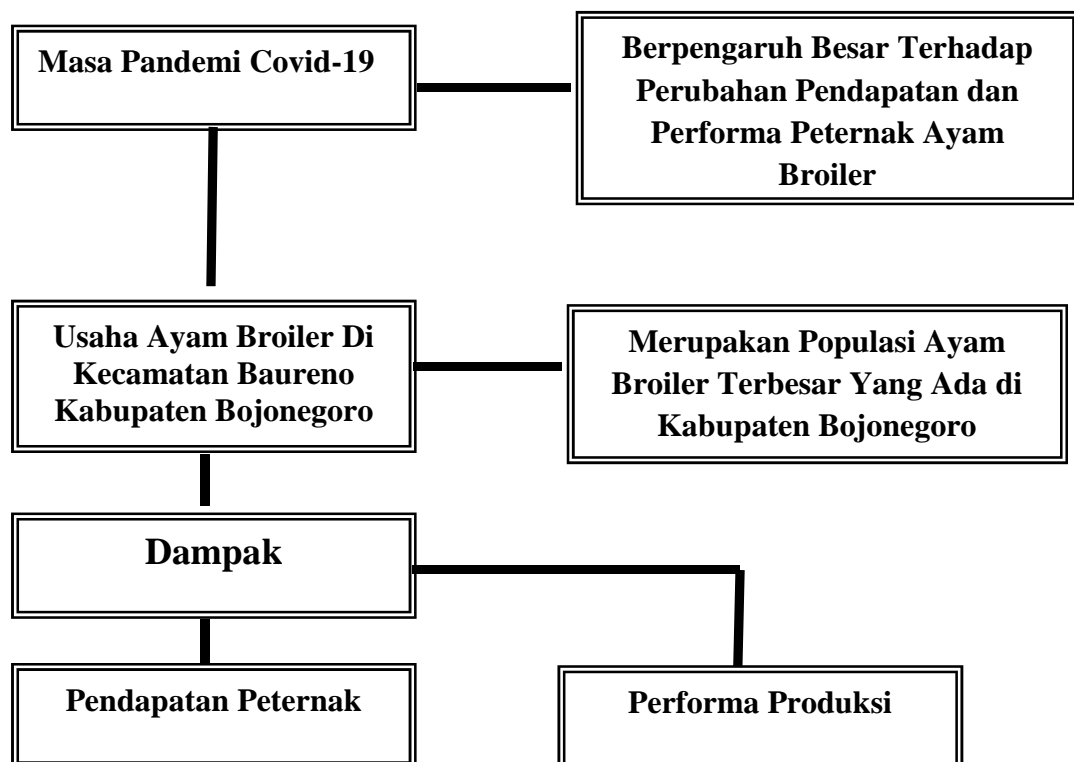 Masa Pandemi Covid-19
Berpengaruh Besar Terhadap
Perubahan Pendapatan dan
Performa Peternak Ayam
Broiler
Usaha Ayam Broiler Di
Kecamatan Baureno
Kabupaten Bojonegoro
Merupakan Populasi Ayam
Broiler Terbesar Yang Ada di
Kabupaten Bojonegoro
Dampak
Pendapatan Peternak
Performa Produksi